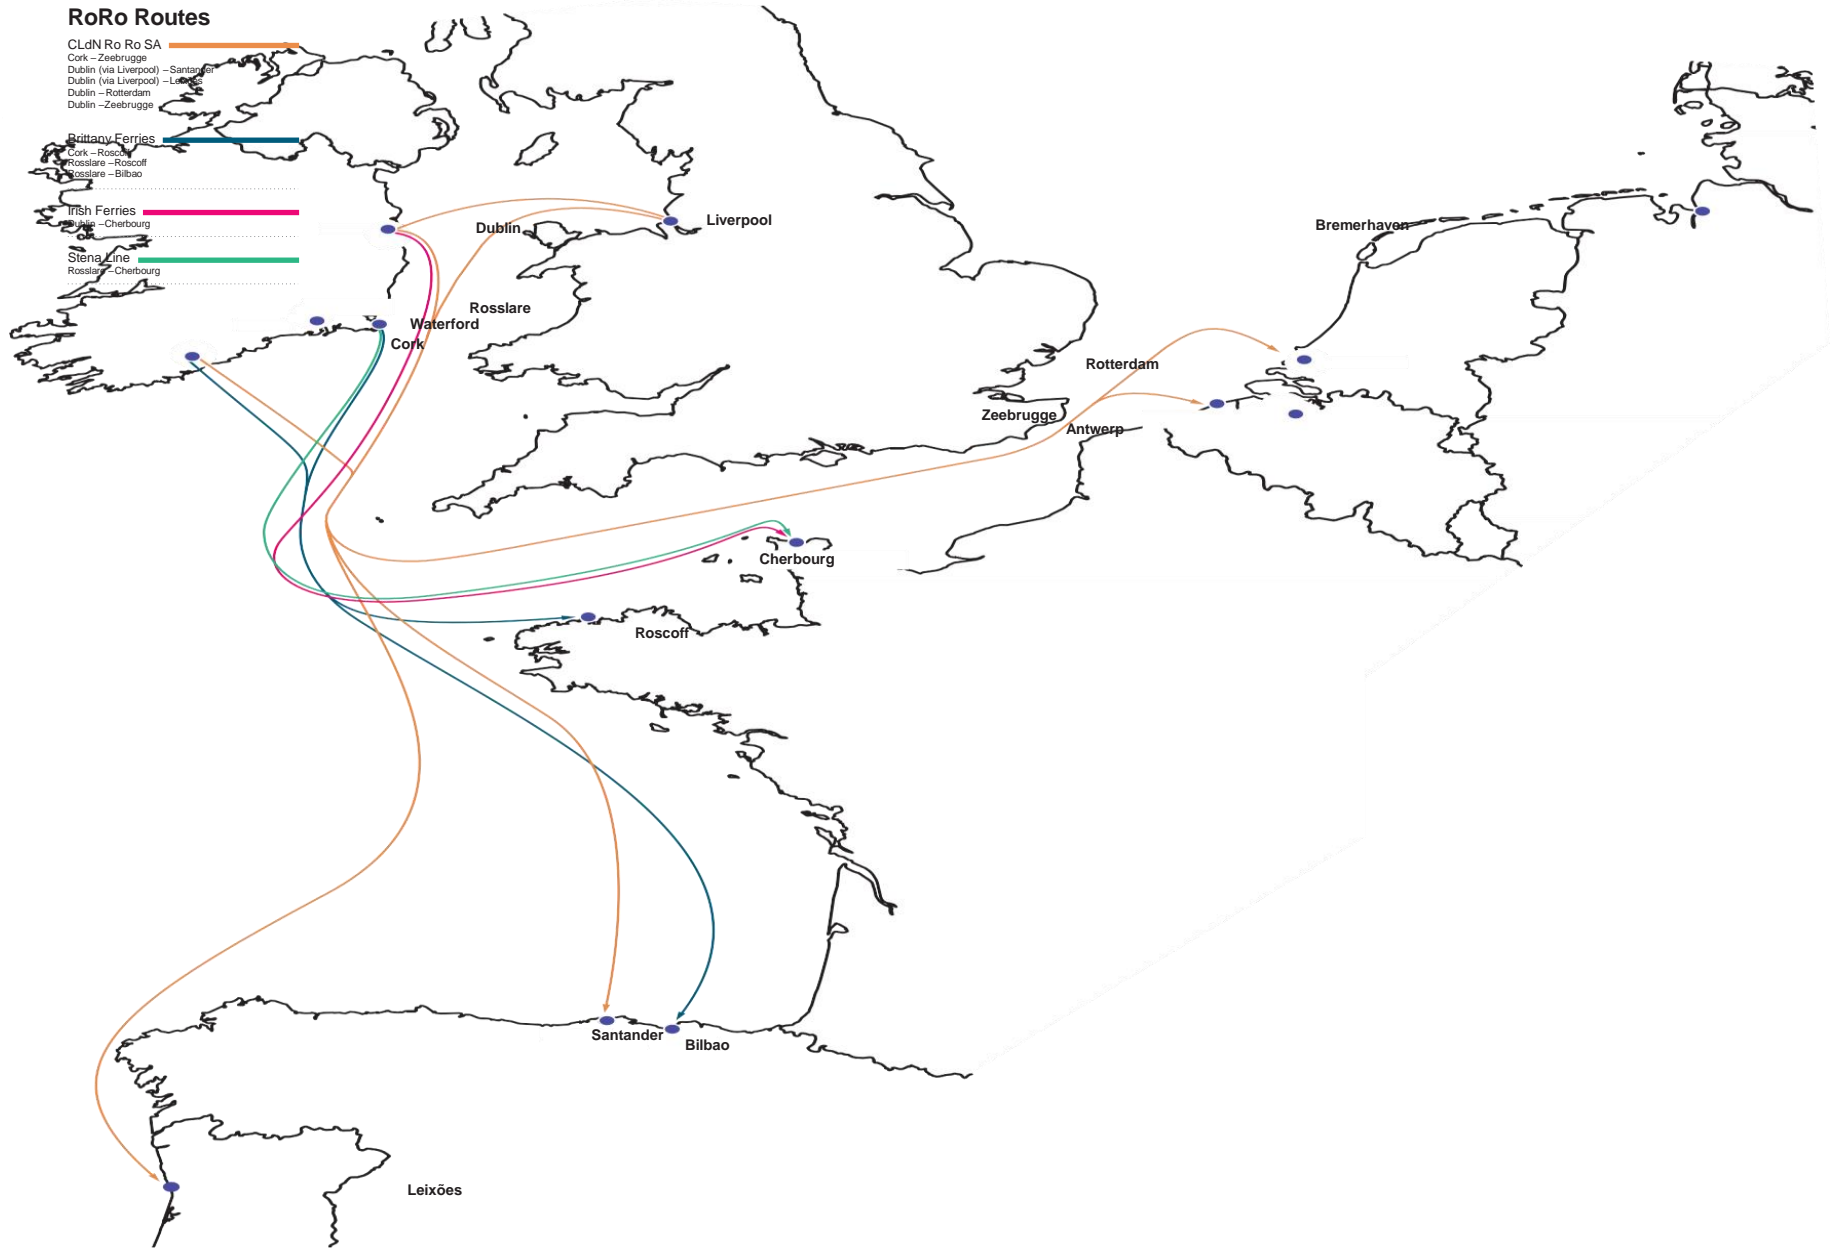 RoRo Routes
CLdN Ro Ro SA
Cork – Zeebrugge
Dublin (via Liverpool) – Santander
Dublin (via Liverpool) – Leixões
Dublin – Rotterdam
Dublin – Zeebrugge
Brittany Ferries
Cork – Roscoff
Rosslare – Roscoff
Rosslare – Bilbao
Irish Ferries
Dublin – Cherbourg
Stena Line
Rosslare – Cherbourg
Liverpool
Dublin
Bremerhaven
Rosslare
Waterford
Cork
Rotterdam
Zeebrugge
Antwerp
Cherbourg
Roscoff
Santander
Bilbao
Leixões